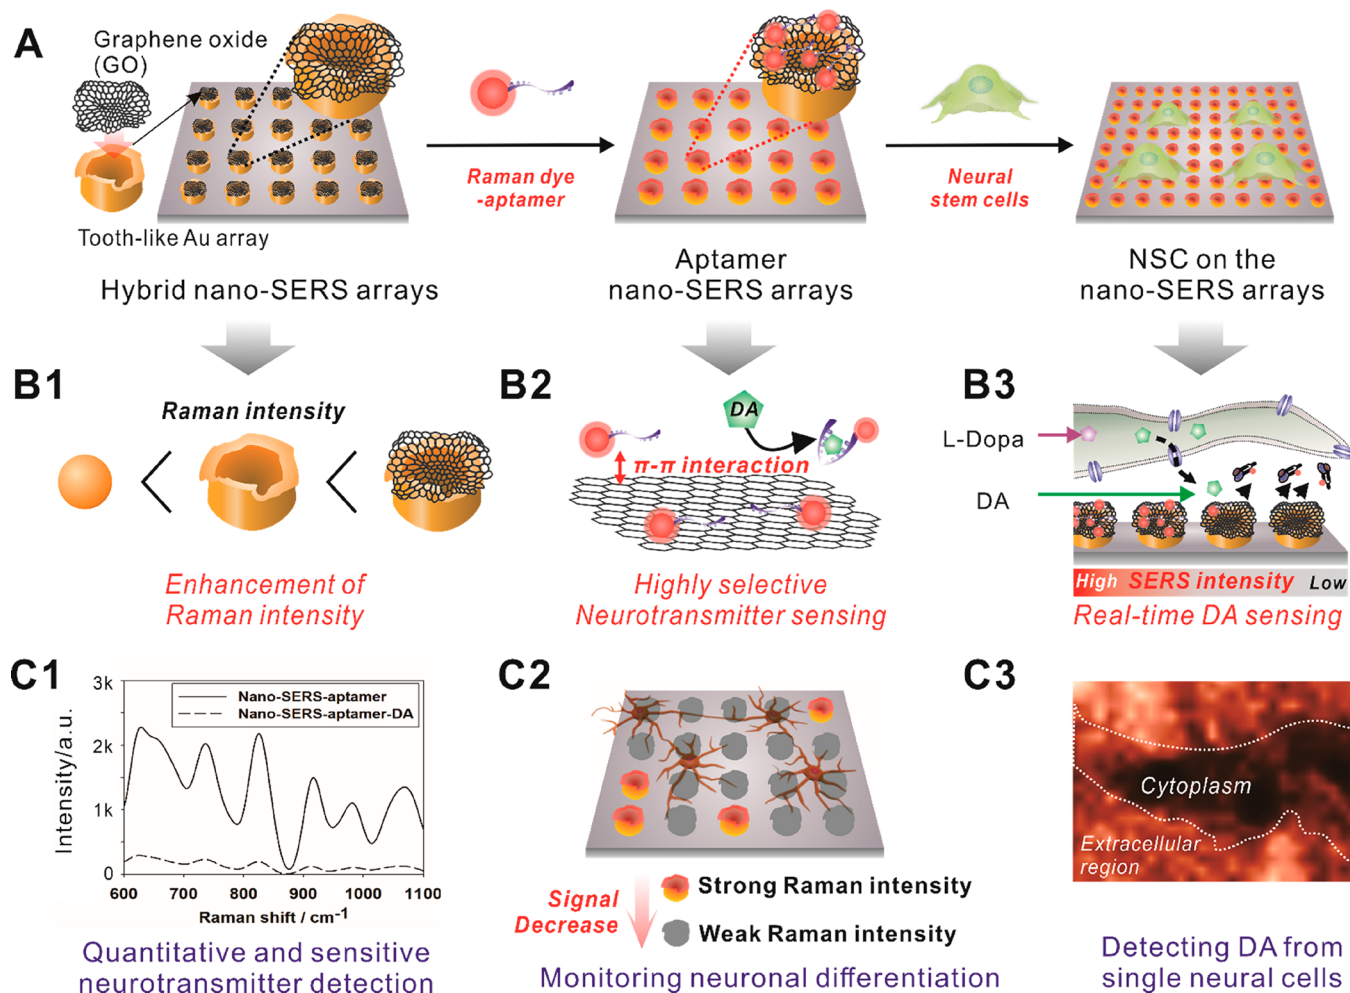 A
Graphene oxide
(GO)
Tooth-like Au array
Raman dye
-aptamer
Neural
stem cells
Hybrid nano-SERS arrays
Aptamer
nano-SERS arrays
NSC on the
nano-SERS arrays
B1
Raman intensity
Enhancement of
Raman intensity
B2
DA
π-π interaction
Highly selective
Neurotransmitter sensing
B3
L-Dopa
DA
High SERS intensity Low
Real-time DA sensing
C1
Nano-SERS-aptamer
Nano-SERS-aptamer-DA
Intensity/a.u.
3k
2k
1k
0
600 700 800 900 1000 1100
Raman shift / cm⁻¹
Quantitative and sensitive
neurotransmitter detection
C2
Signal
Decrease
Strong Raman intensity
Weak Raman intensity
Monitoring neuronal differentiation
C3
Cytoplasm
Extracellular
region
Detecting DA from
single neural cells